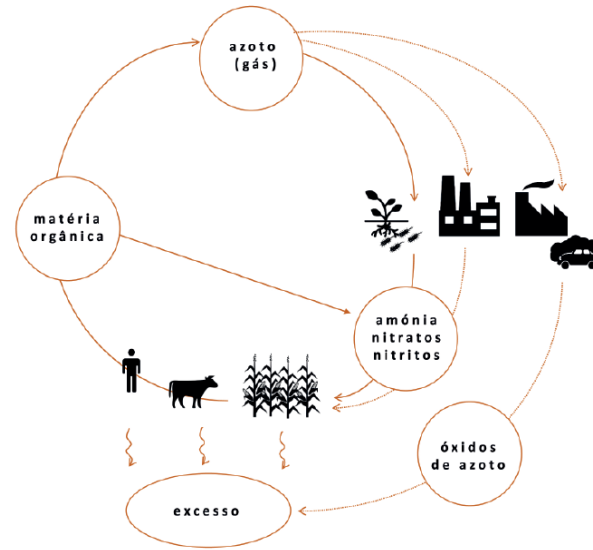 azoto
(gás)
matéria
orgânica
amónia
nitratos
nitritos
óxidos
de azoto
excesso